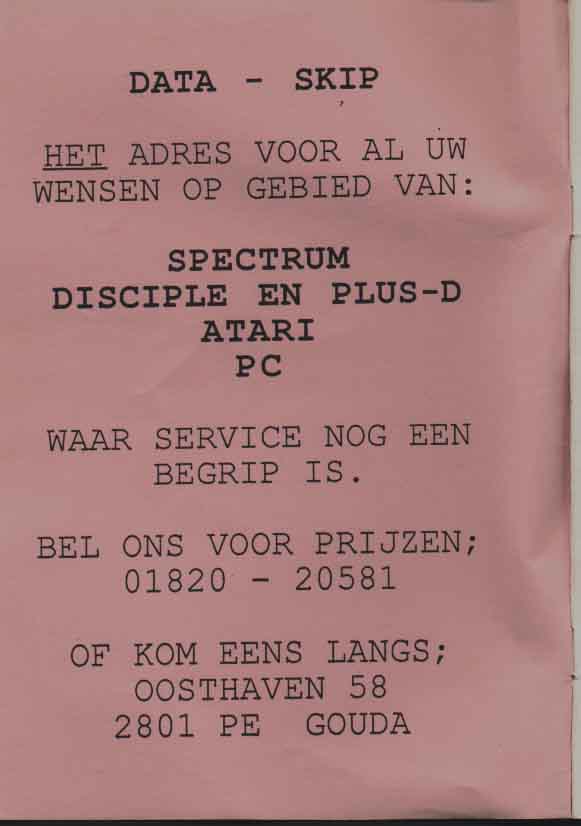 DATA - SKIP
HET ADRES VOOR AL UW
WENSEN OP GEBIED VAN:
SPECTRUM
DISCIPLE EN PLUS-D
ATARI
PC
WAAR SERVICE NOG EEN
BEGRIP IS.
BEL ONS VOOR PRIJZEN;
01820 - 20581
OF KOM EENS LANGS;
OOSTHAVEN 58
2801 PE GOUDA